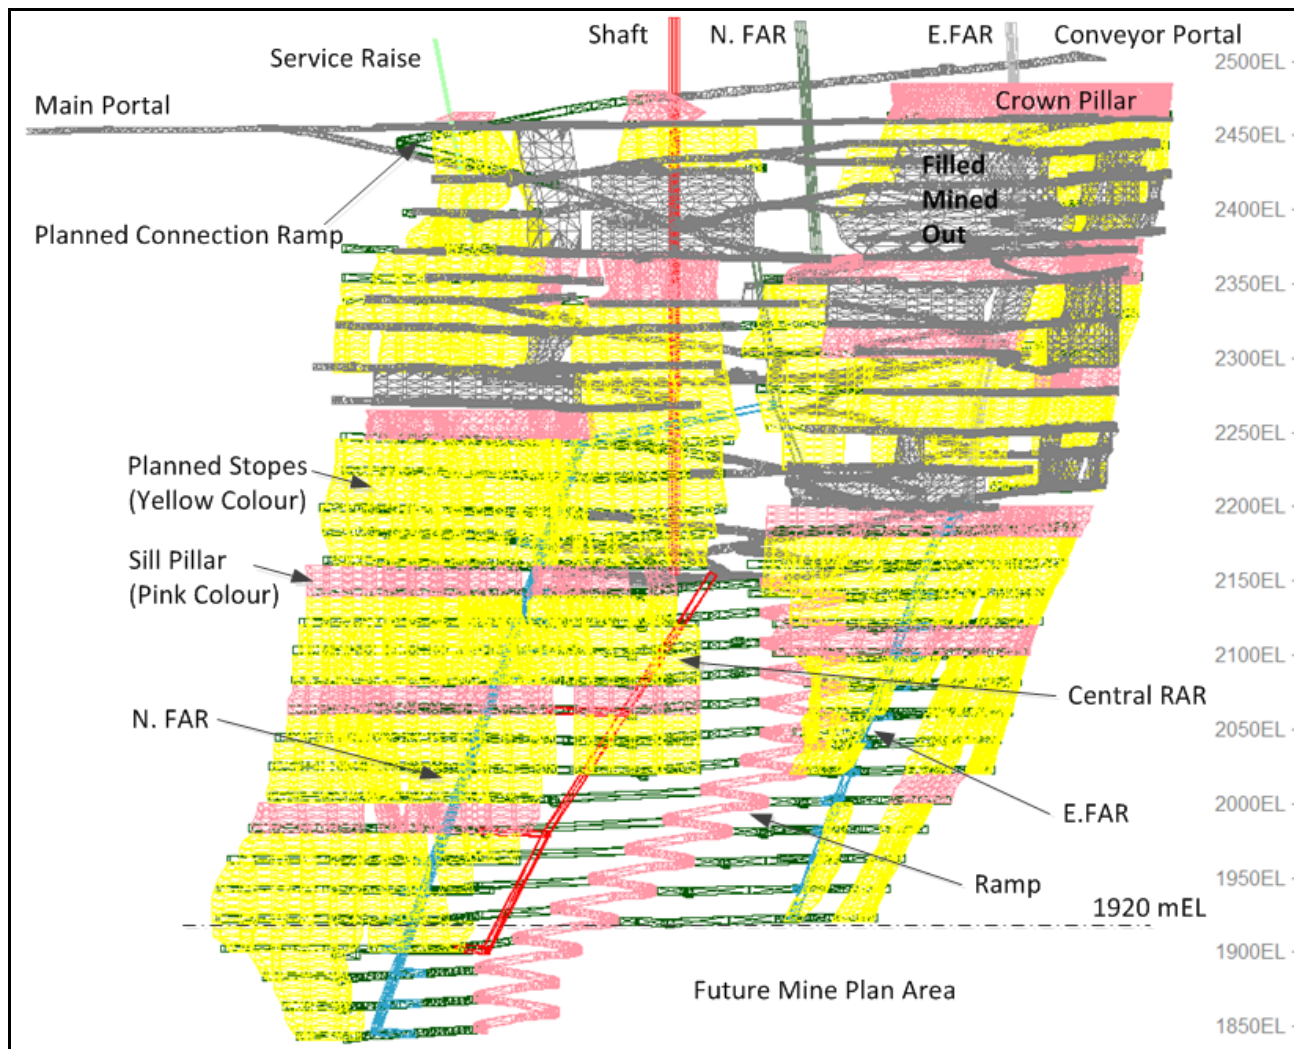 Shaft
N. FAR
E.FAR
Conveyor Portal
Service Raise
2500EL
Main Portal
Crown Pillar
2450EL
Filled
Mined
Out
Planned Connection Ramp
2400EL
2350EL
2300EL
2250EL
Planned Stopes
(Yellow Colour)
2200EL
Sill Pillar
(Pink Colour)
2150EL
2100EL
Central RAR
N. FAR
2050EL
2000EL
E.FAR
Ramp
1950EL
1920 mEL
1900EL
Future Mine Plan Area
1850EL